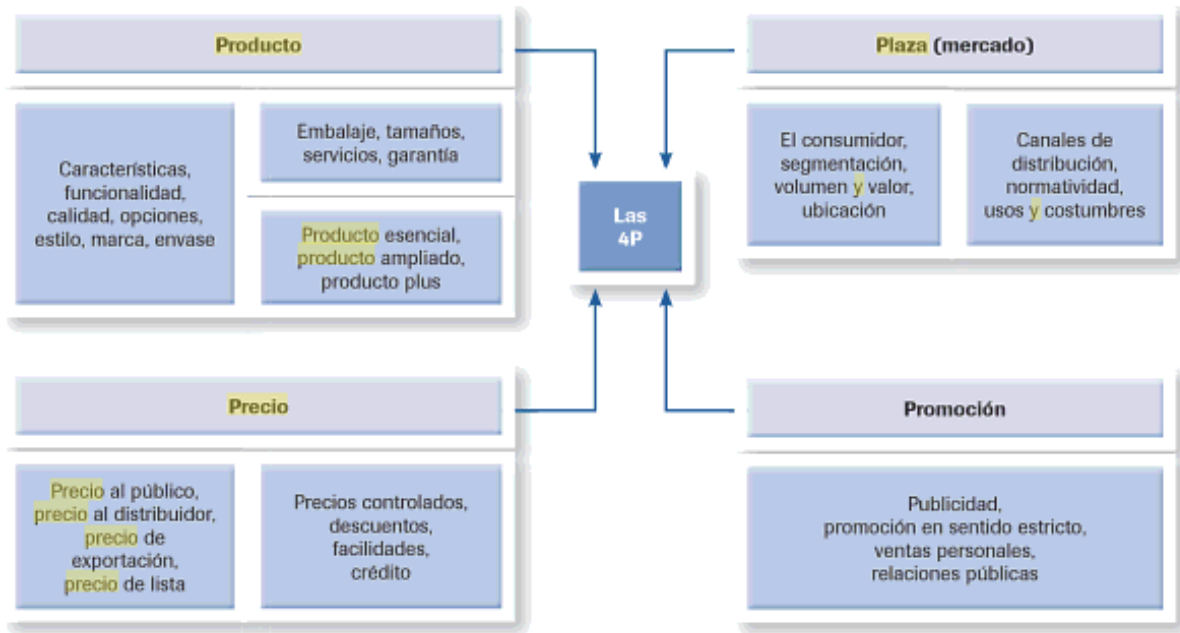 Producto
Características,
funcionalidad,
calidad, opciones,
estilo, marca, envase
Embalaje, tamaños,
servicios, garantía
Producto esencial,
producto ampliado,
producto plus
Plaza (mercado)
El consumidor,
segmentación,
volumen y valor,
ubicación
Canales de
distribución,
normatividad,
usos y costumbres
Las
4P
Precio
Precio al público,
precio al distribuidor,
precio de
exportación,
precio de lista
Precios controlados,
descuentos,
facilidades,
crédito
Promoción
Publicidad,
promoción en sentido estricto,
ventas personales,
relaciones públicas